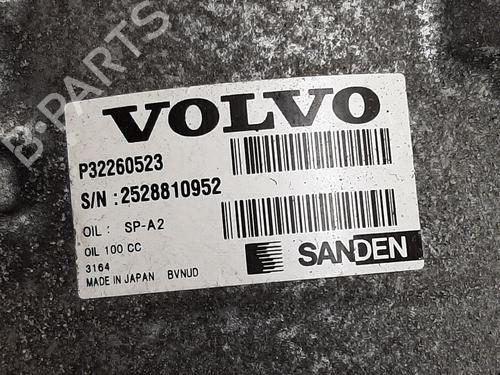 B-PARTS
VOLVO
P32260523
S/N : 2528810952
OIL : SP-A2
OIL 100 CC
3164
MADE IN JAPAN BVNUD
SANDEN